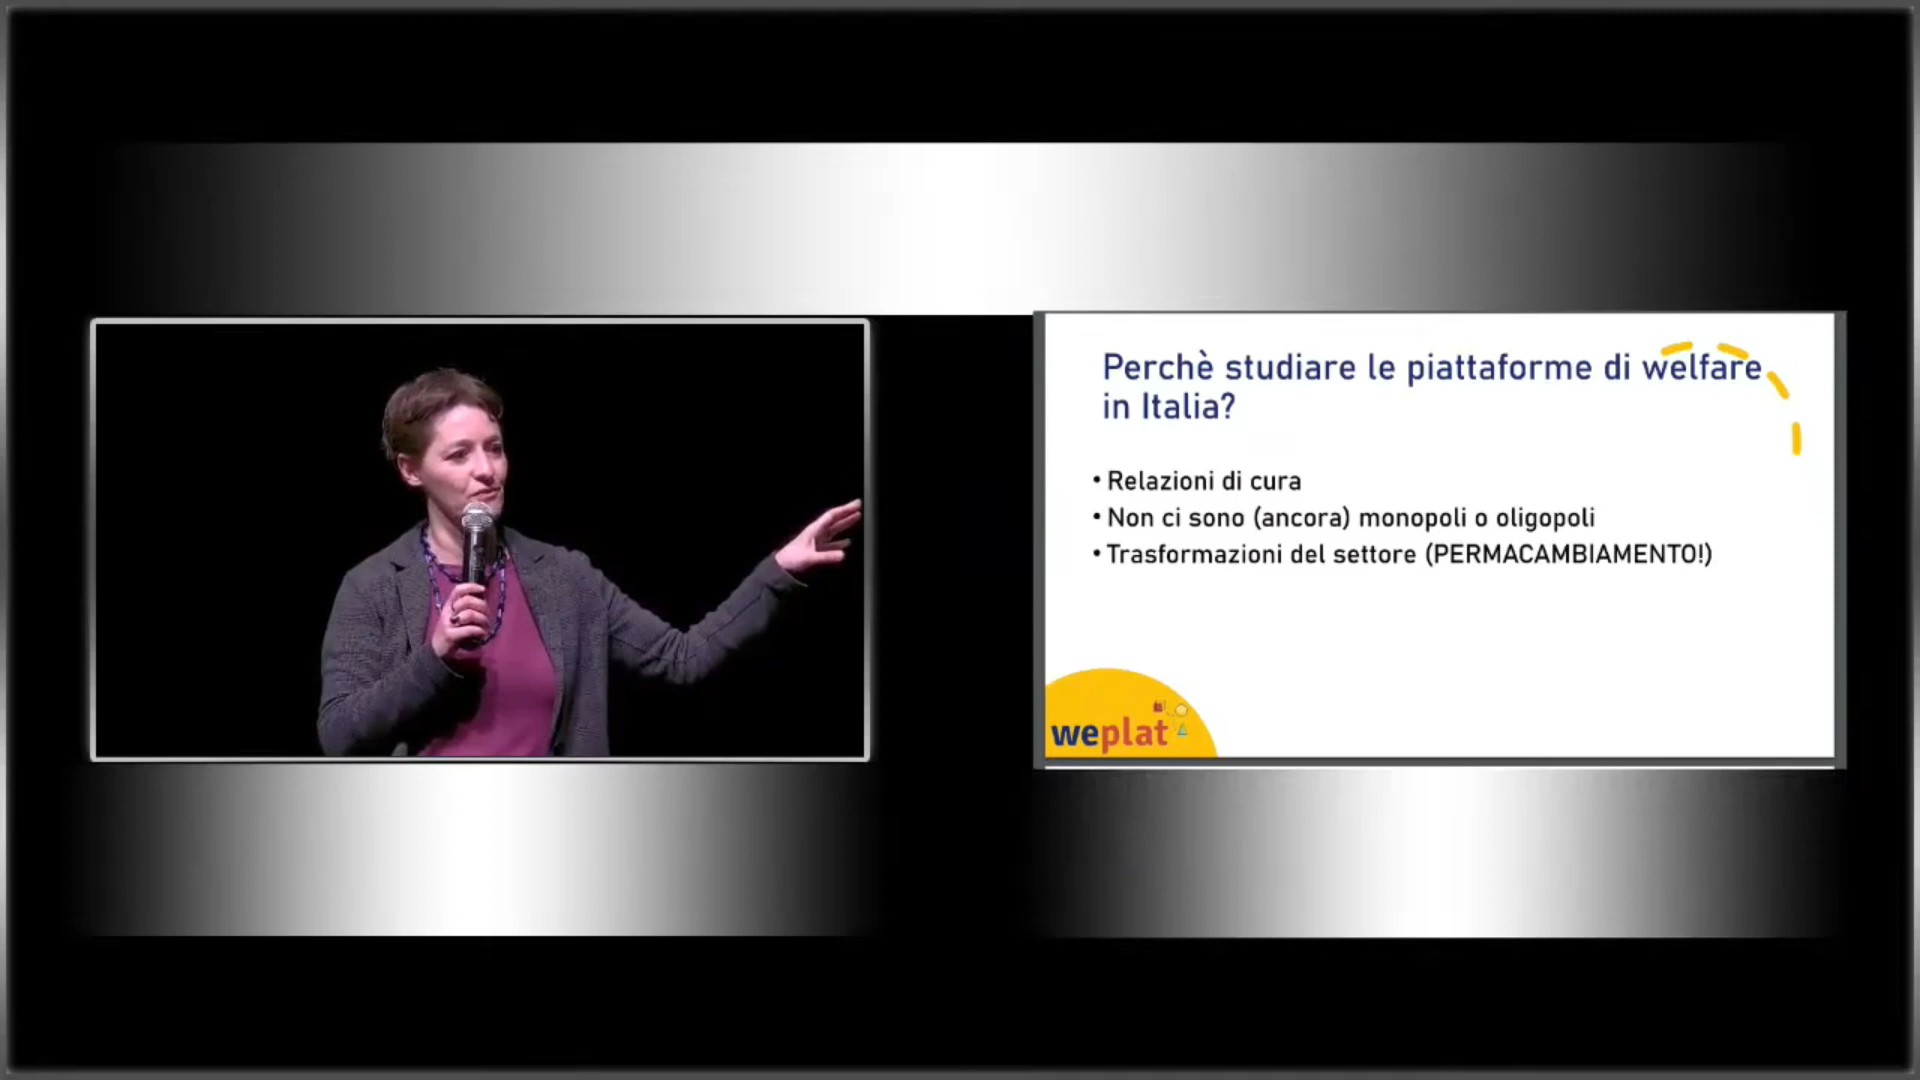 Perchè studiare le piattaforme di welfare
in Italia?
• Relazioni di cura
• Non ci sono (ancora) monopoli o oligopoli
• Trasformazioni del settore (PERMACAMBIAMENTO!)
weplat